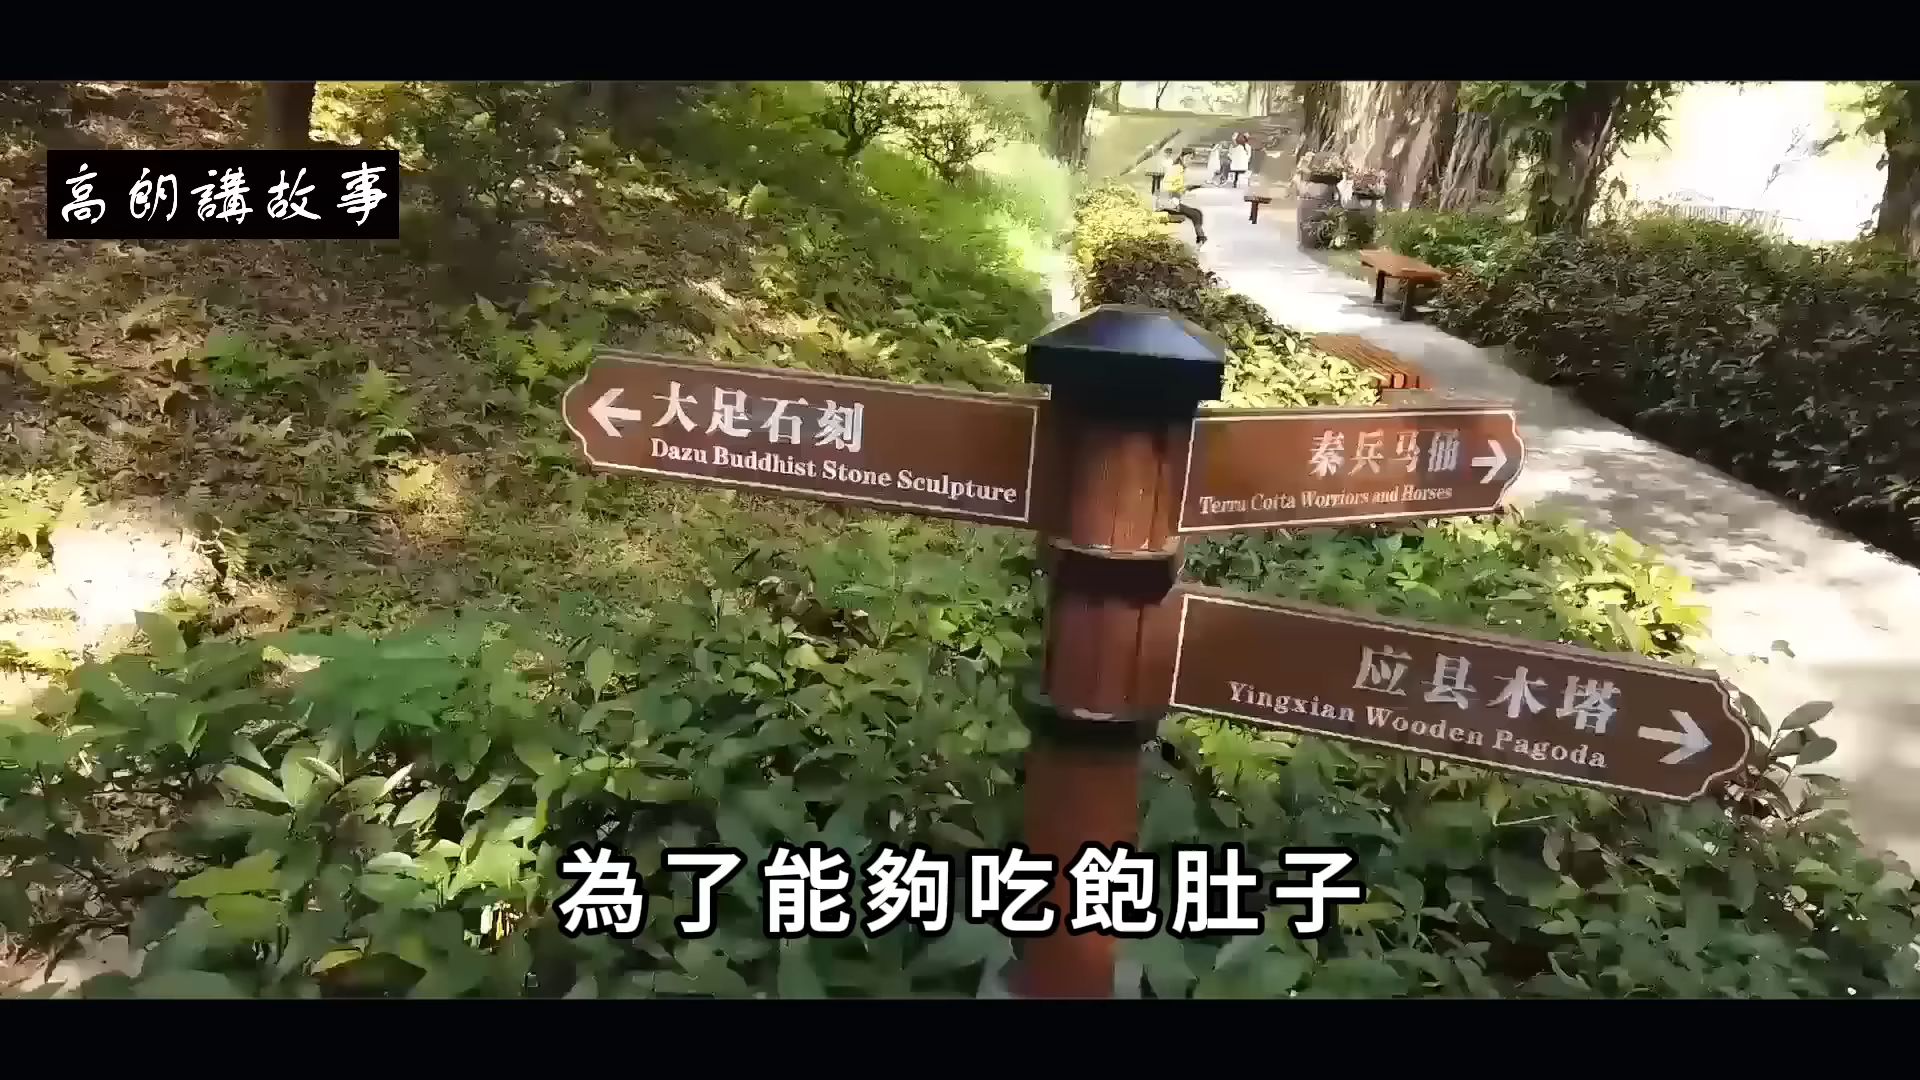 高朗講故事
大足石刻
Dazu Buddhist Stone Sculpture
秦兵马俑
Terra Cotta Worriors and Horses
应县木塔
Yingxian Wooden Pagoda
為了能夠吃飽肚子